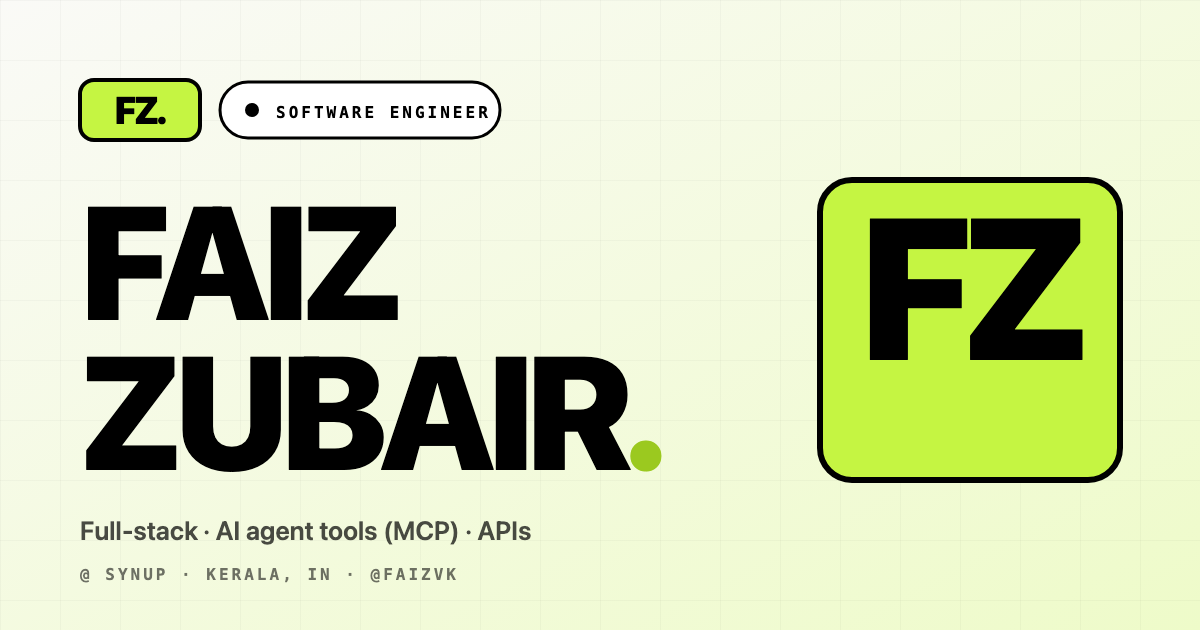 FZ.
SOFTWARE ENGINEER
FAIZ
ZUBAIR.
FZ
Full-stack · AI agent tools (MCP) · APIs
@ SYNUP · KERALA, IN · @FAIZVK